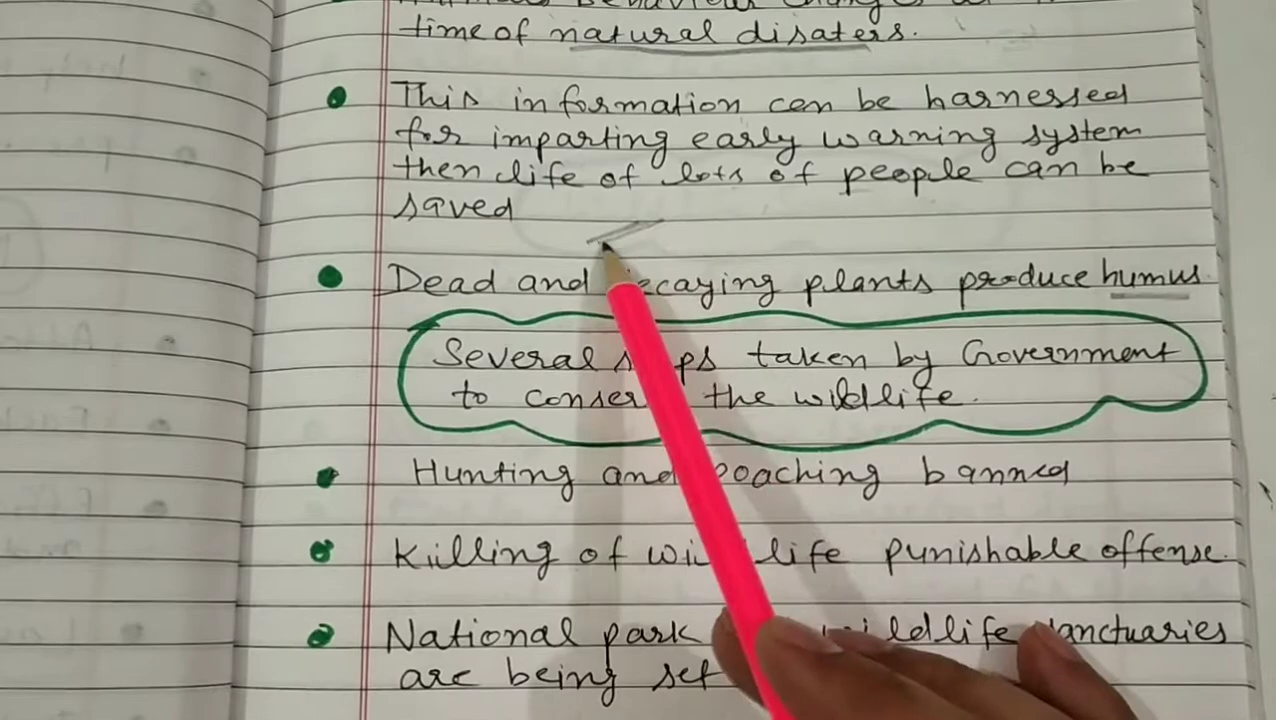 time of natural disaters.
This information can be harnessed
for imparting early warning system
then life of lots of people can be
saved
Dead and decaying plants produce humus.
Several steps taken by Government
to conserve the wildlife.
Hunting and poaching banned
Killing of wildlife punishable offense.
National park wildlife sanctuaries
are being set